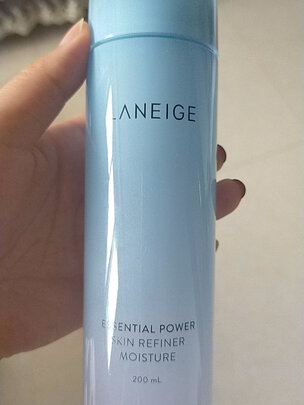 LANEIGE
ESSENTIAL POWER
SKIN REFINER
MOISTURE
200 mL